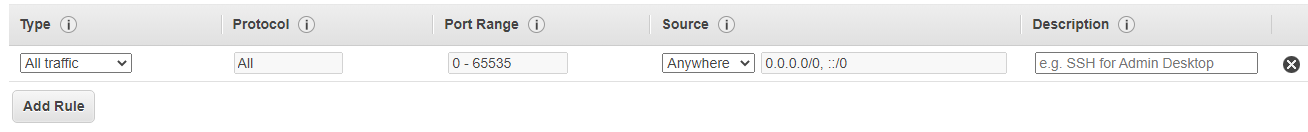 Type i Protocol i Port Range i Source i Description i
All traffic All 0 - 65535 Anywhere 0.0.0.0/0, ::/0 e.g. SSH for Admin Desktop
Add Rule